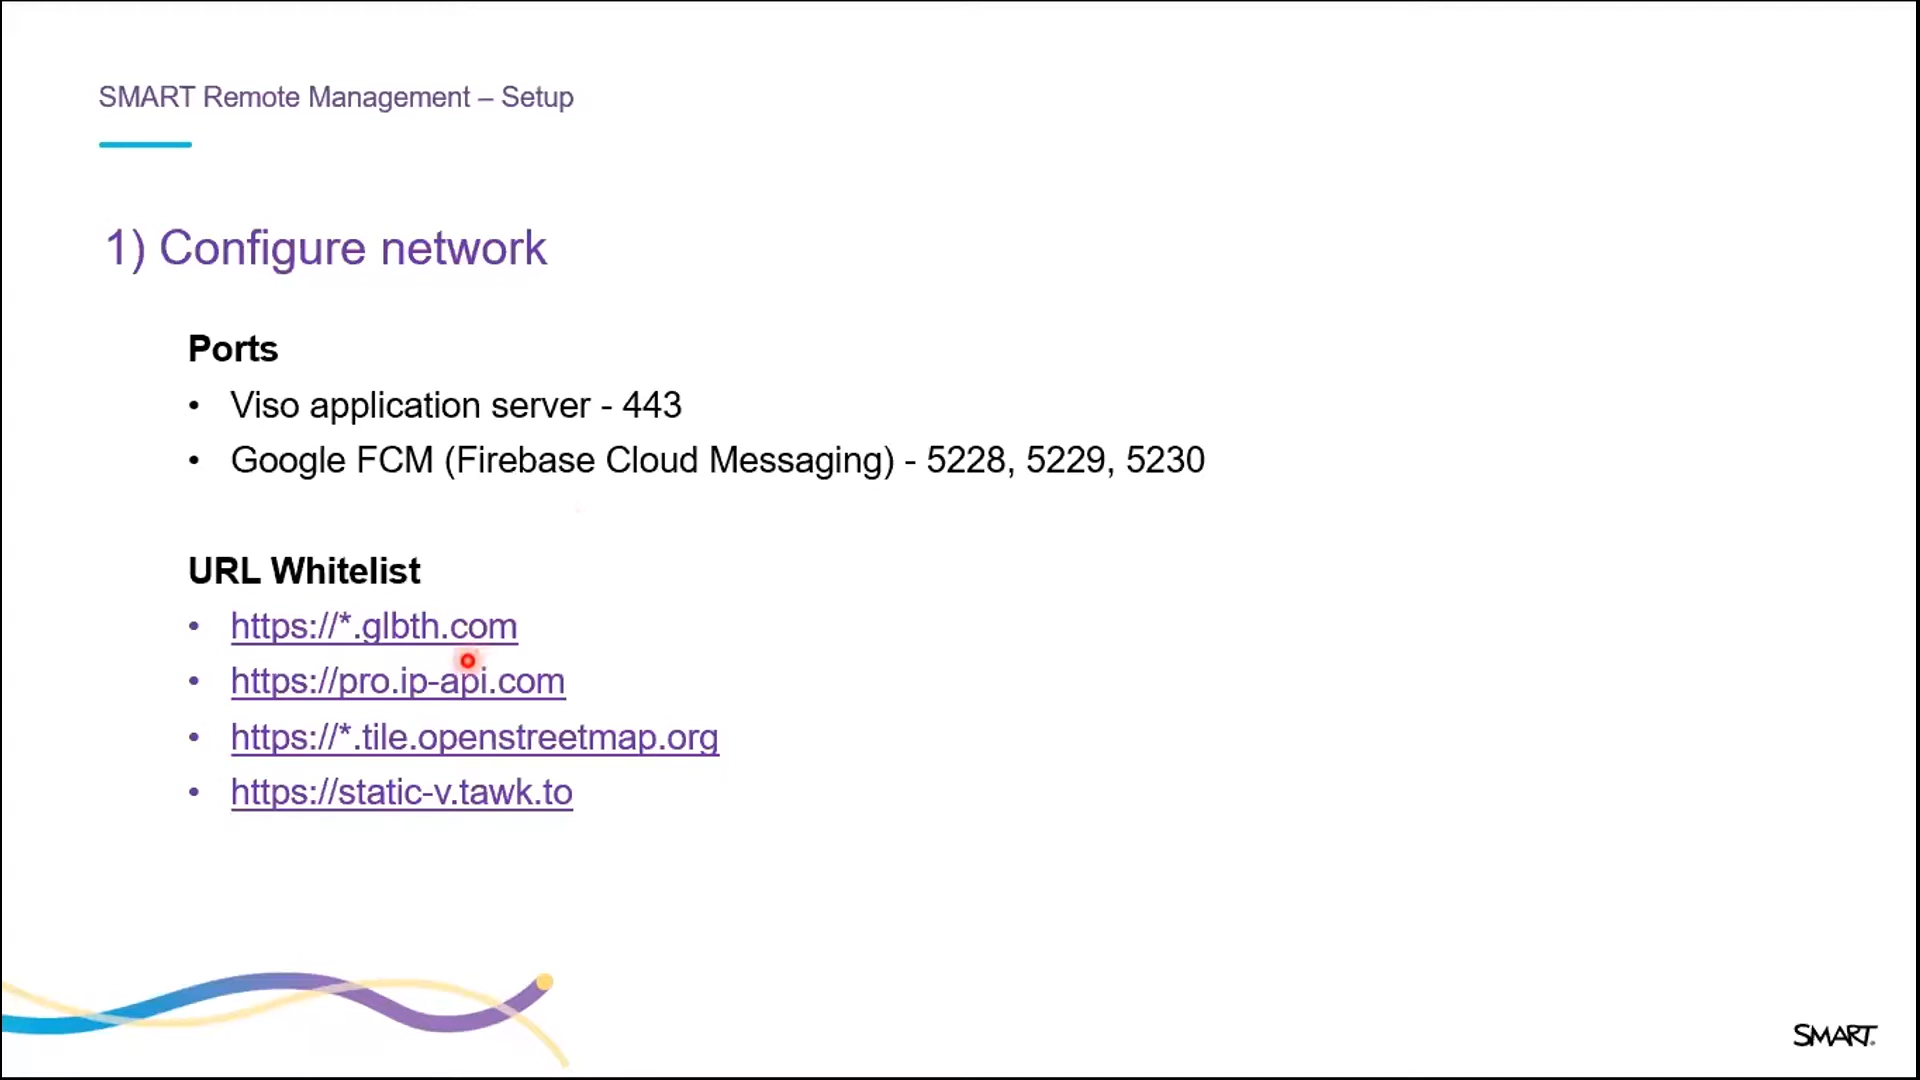 SMART Remote Management – Setup
1) Configure network
Ports
• Viso application server - 443
• Google FCM (Firebase Cloud Messaging) - 5228, 5229, 5230
URL Whitelist
• https://*.glbth.com
• https://pro.ip-api.com
• https://*.tile.openstreetmap.org
• https://static-v.tawk.to
SMART